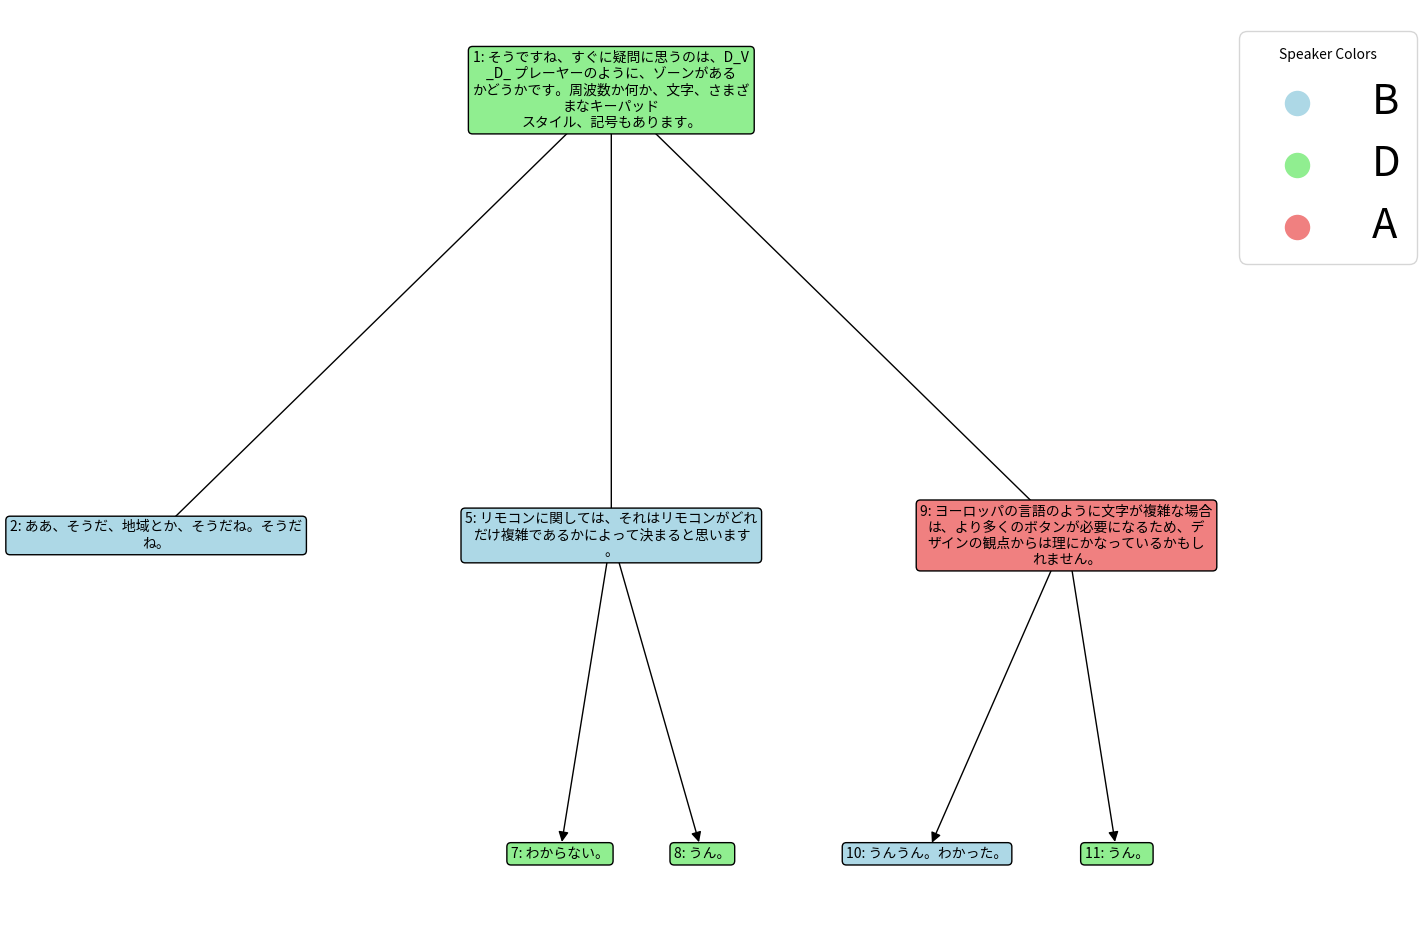 1: そうですね、すぐに疑問に思うのは、D_V
_D_ プレーヤーのように、ゾーンがある
かどうかです。周波数か何か、文字、さまざ
まなキーパッド
スタイル、記号もあります。
Speaker Colors
B
D
A
2: ああ、そうだ、地域とか、そうだね。そうだ
ね。
5: リモコンに関しては、それはリモコンがどれ
だけ複雑であるかによって決まると思います
。
9: ヨーロッパの言語のように文字が複雑な場合
は、より多くのボタンが必要になるため、デ
ザインの観点からは理にかなっているかもし
れません。
7: わからない。
8: うん。
10: うんうん。わかった。
11: うん。